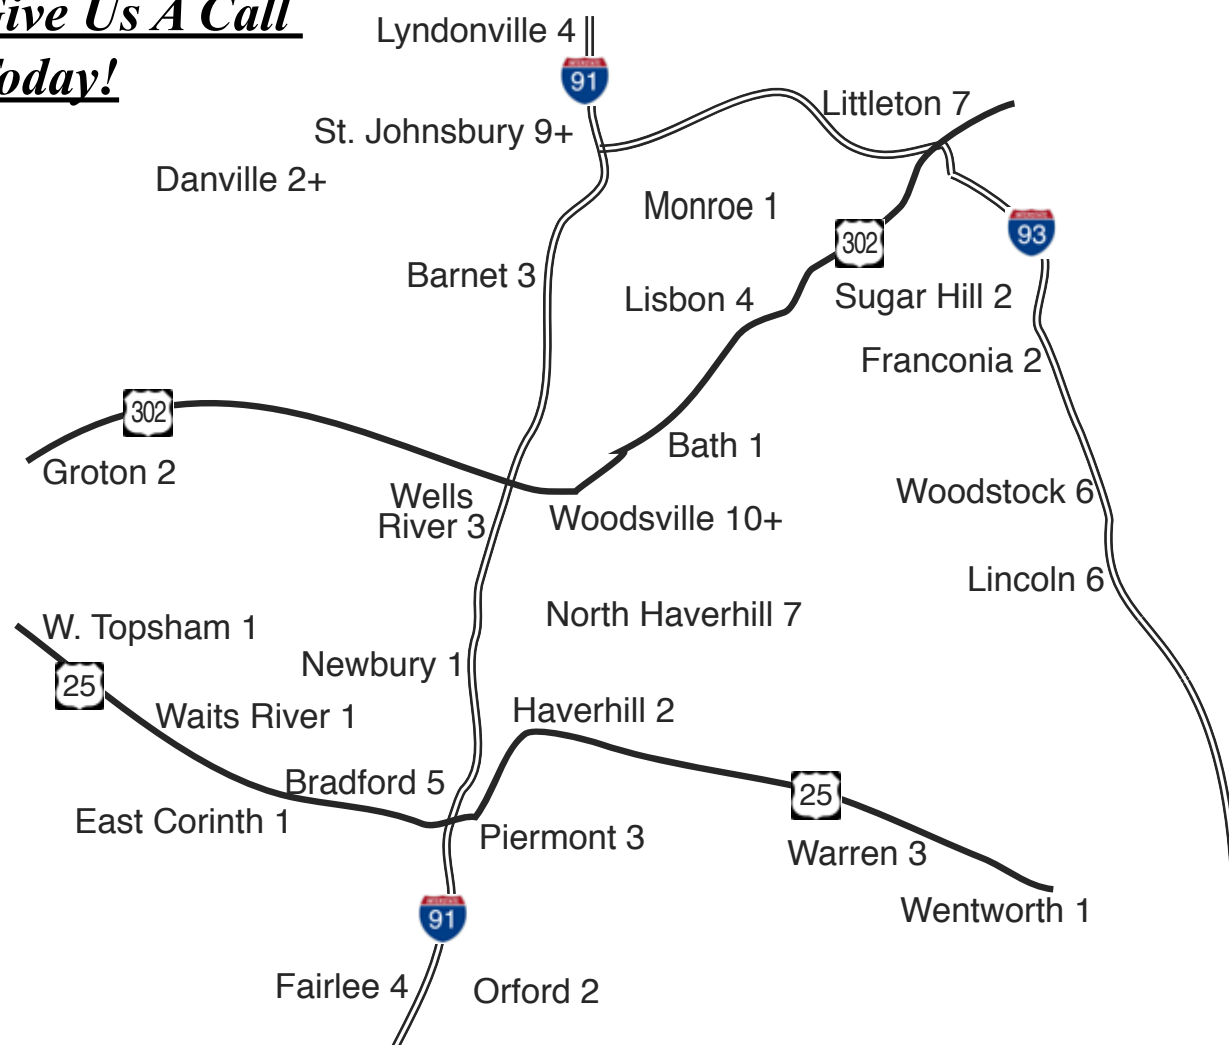 Give Us A Call
Today!
Lyndonville 4
91
Littleton 7
St. Johnsbury 9+
Danville 2+
Monroe 1
302
93
Barnet 3
Lisbon 4
Sugar Hill 2
Franconia 2
302
Groton 2
Bath 1
Wells
River 3
Woodsville 10+
Woodstock 6
Lincoln 6
North Haverhill 7
W. Topsham 1
25
Newbury 1
Waits River 1
Haverhill 2
Bradford 5
25
East Corinth 1
Piermont 3
Warren 3
Wentworth 1
91
Fairlee 4
Orford 2